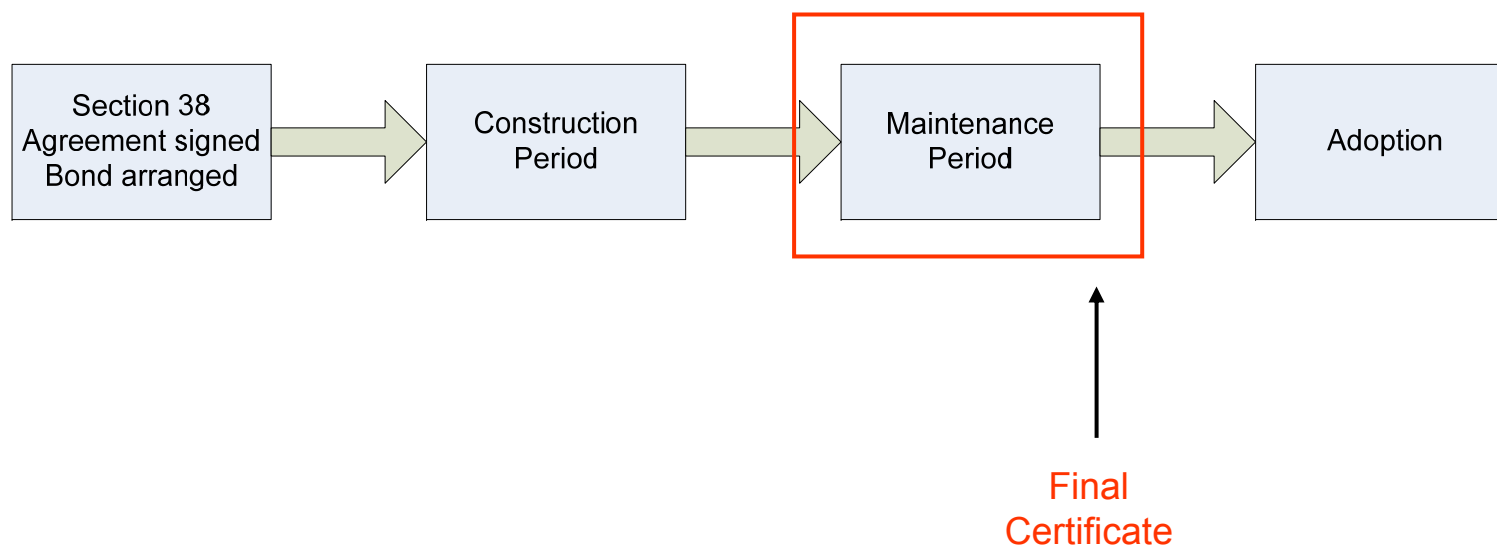 Section 38
Agreement signed
Bond arranged
Construction
Period
Maintenance
Period
Adoption
Final
Certificate